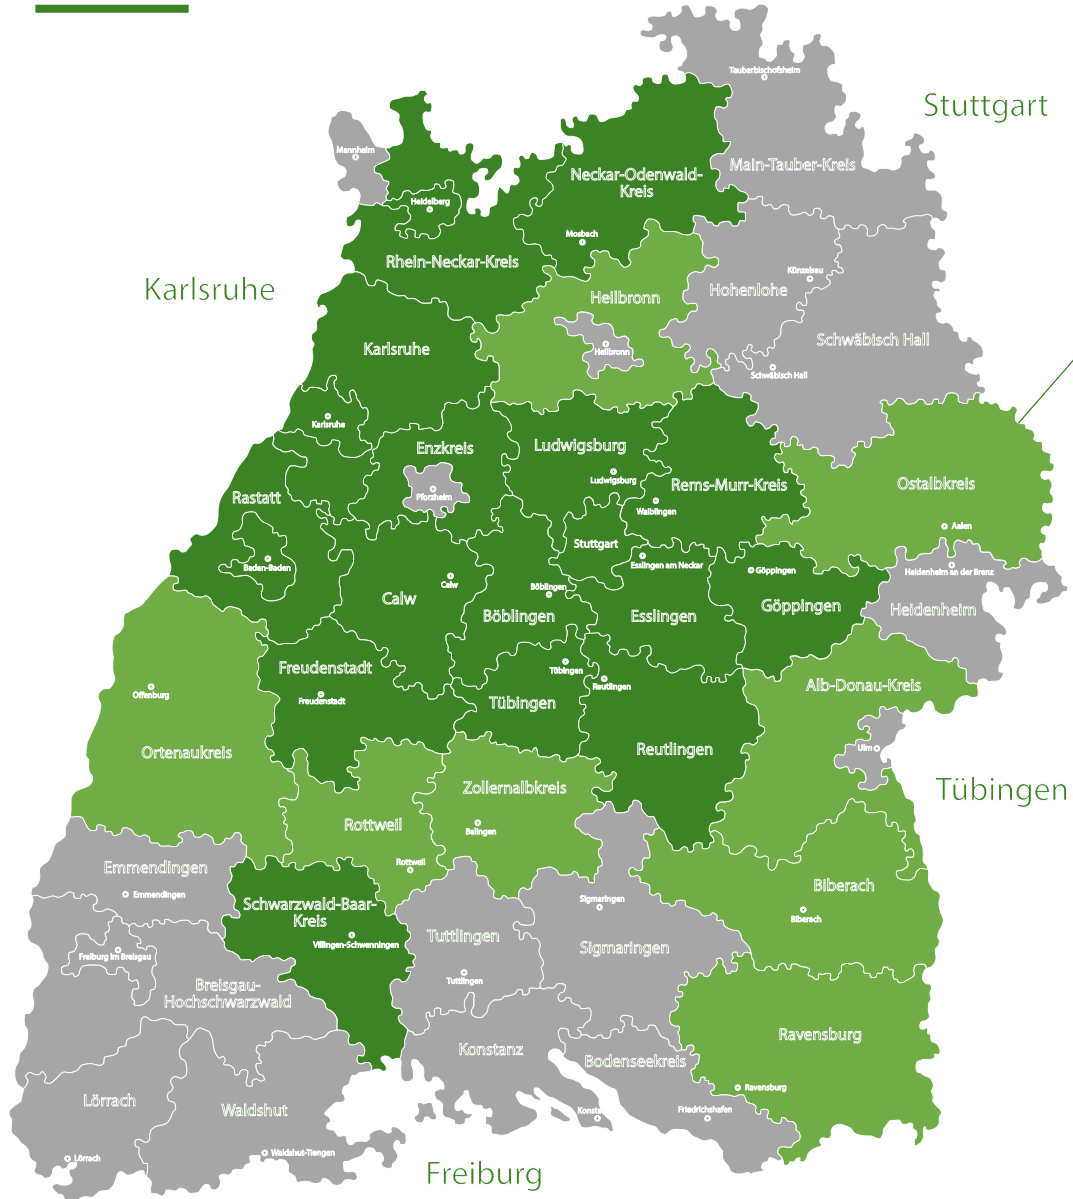 Tauberbischofsheim
Stuttgart
Mannheim
Main-Tauber-Kreis
Neckar-Odenwald-
Kreis
Heidelberg
Mosbach
Rhein-Neckar-Kreis
Künzelsau
Karlsruhe
Hohenlohe
Heilbronn
Schwäbisch Hall
Karlsruhe
Heilbronn
Schwäbisch Hall
Karlsruhe
Enzkreis
Ludwigsburg
Ludwigsburg
Rems-Murr-Kreis
Ostalbkreis
Rastatt
Pforzheim
Waiblingen
Aalen
Stuttgart
Baden-Baden
Esslingen am Neckar
Göppingen
Heidenheim an der Brenz
Calw
Böblingen
Calw
Böblingen
Esslingen
Göppingen
Heidenheim
Freudenstadt
Tübingen
Reutlingen
Alb-Donau-Kreis
Offenburg
Freudenstadt
Tübingen
Ortenaukreis
Reutlingen
Ulm
Zollernalbkreis
Tübingen
Rottweil
Balingen
Emmendingen
Rottweil
Emmendingen
Biberach
Schwarzwald-Baar-
Kreis
Sigmaringen
Biberach
Villingen-Schwenningen
Tuttlingen
Sigmaringen
Freiburg im Breisgau
Tuttlingen
Breisgau-
Hochschwarzwald
Ravensburg
Konstanz
Bodenseekreis
Ravensburg
Lörrach
Waldshut
Friedrichshafen
Waldshut-Tiengen
Lörrach
Freiburg